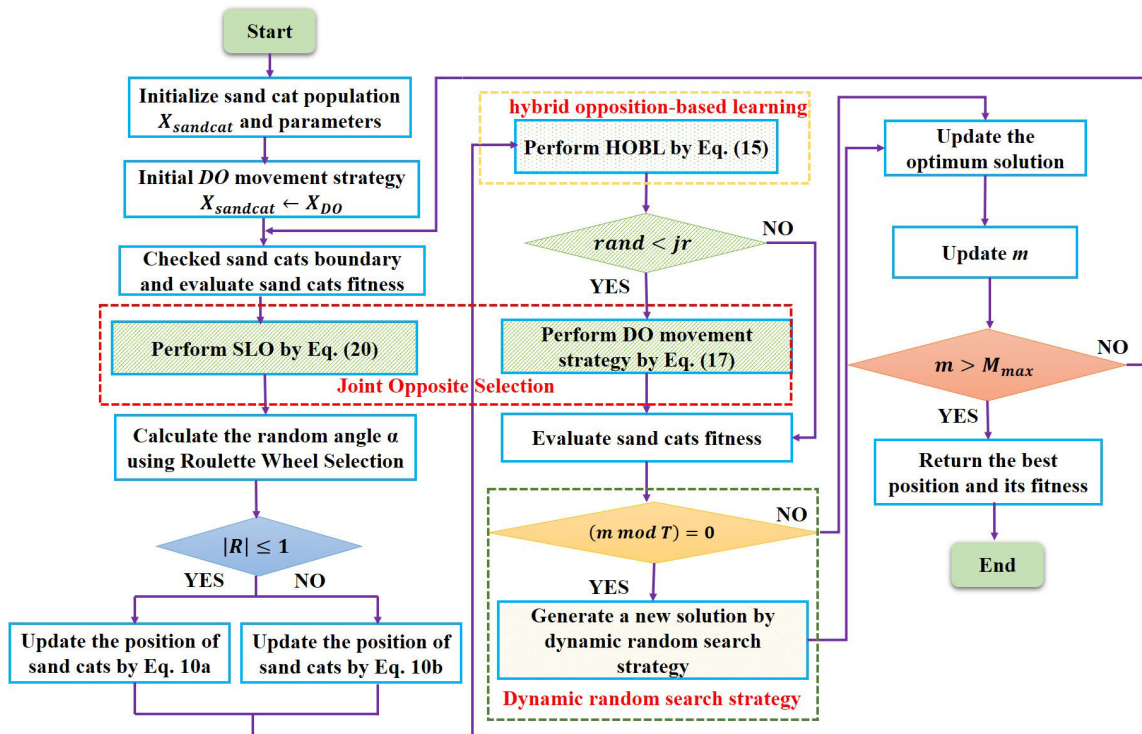 Start
Initialize sand cat population
X_sandcat and parameters
Initial DO movement strategy
X_sandcat ← X_DO
Checked sand cats boundary
and evaluate sand cats fitness
Perform SLO by Eq. (20)
Joint Opposite Selection
Calculate the random angle α
using Roulette Wheel Selection
|R| ≤ 1
YES
NO
Update the position of
sand cats by Eq. 10a
Update the position of
sand cats by Eq. 10b
hybrid opposition-based learning
Perform HOBL by Eq. (15)
rand < jr
NO
YES
Perform DO movement
strategy by Eq. (17)
Evaluate sand cats fitness
(m mod T) = 0
NO
YES
Generate a new solution by
dynamic random search
strategy
Dynamic random search strategy
Update the
optimum solution
Update m
m > M_max
NO
YES
Return the best
position and its fitness
End